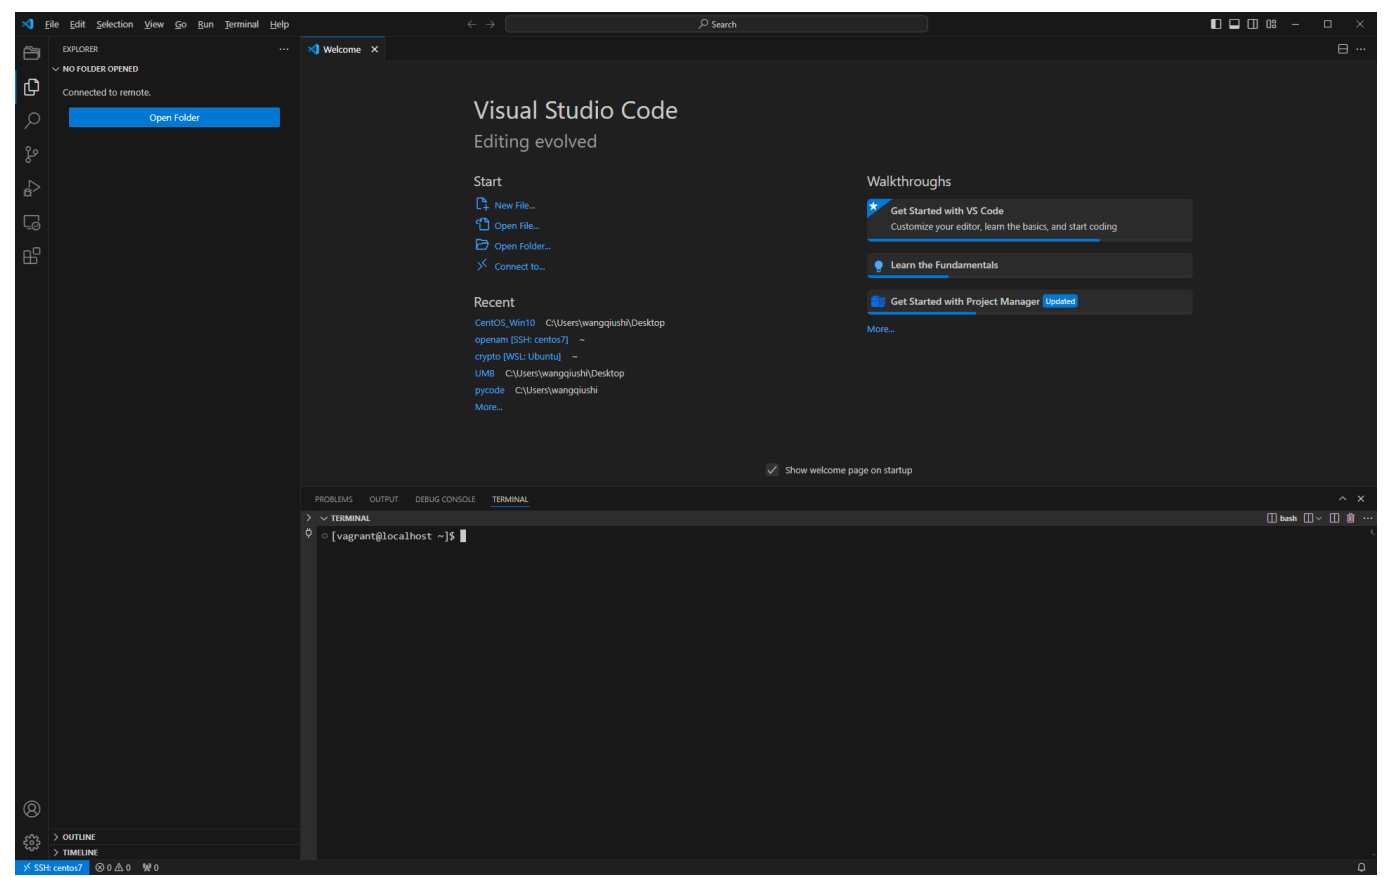 File Edit Selection View Go Run Terminal Help
Search
EXPLORER
Welcome
NO FOLDER OPENED
Connected to remote.
Open Folder
Visual Studio Code
Editing evolved
Start
New File...
Open File...
Open Folder...
Connect to...
Recent
CentOS_Win10 C:\Users\wangqiushi\Desktop
openam [SSH: centos7] ~
crypto [WSL: Ubuntu] ~
UMB C:\Users\wangqiushi\Desktop
pycode C:\Users\wangqiushi
More...
Walkthroughs
Get Started with VS Code
Customize your editor, learn the basics, and start coding
Learn the Fundamentals
Get Started with Project Manager Updated
More...
Show welcome page on startup
PROBLEMS OUTPUT DEBUG CONSOLE TERMINAL
TERMINAL
bash
[vagrant@localhost ~]$
OUTLINE
TIMELINE
SSH: centos7 0 0 0